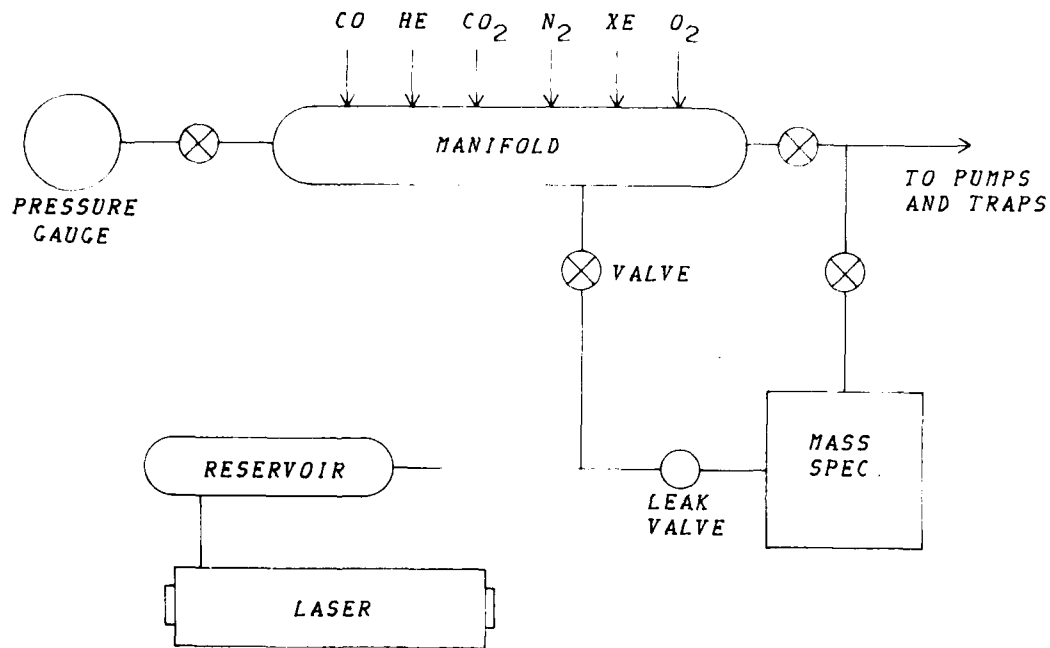 CO HE CO₂ N₂ XE O₂
MANIFOLD
TO PUMPS
AND TRAPS
PRESSURE
GAUGE
VALVE
MASS
SPEC.
RESERVOIR
LEAK
VALVE
LASER